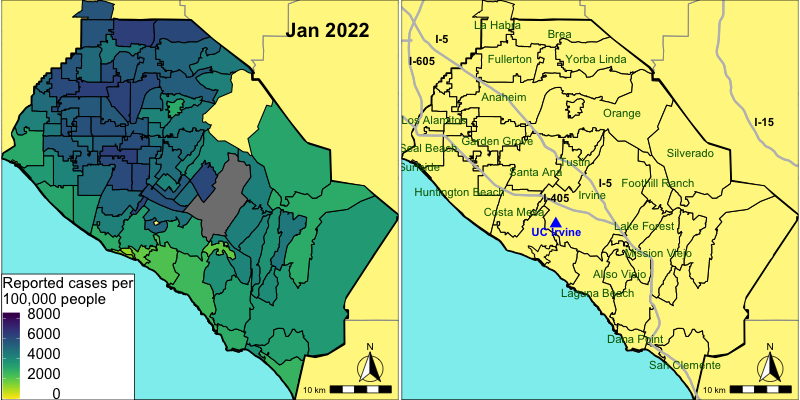 Jan 2022
Reported cases per
100,000 people
8000
6000
4000
2000
0
N
10 km
La Habra
Brea
I-5
I-605
Fullerton
Yorba Linda
Anaheim
Orange
Los Alamitos
I-15
Garden Grove
Seal Beach
Silverado
Tustin
Sunside
Santa Ana
I-5
Foothill Ranch
Huntington Beach
I-405
Irvine
Costa Mesa
UC Irvine
Lake Forest
Mission Viejo
Aliso Viejo
Laguna Beach
Dana Point
San Clemente
N
10 km